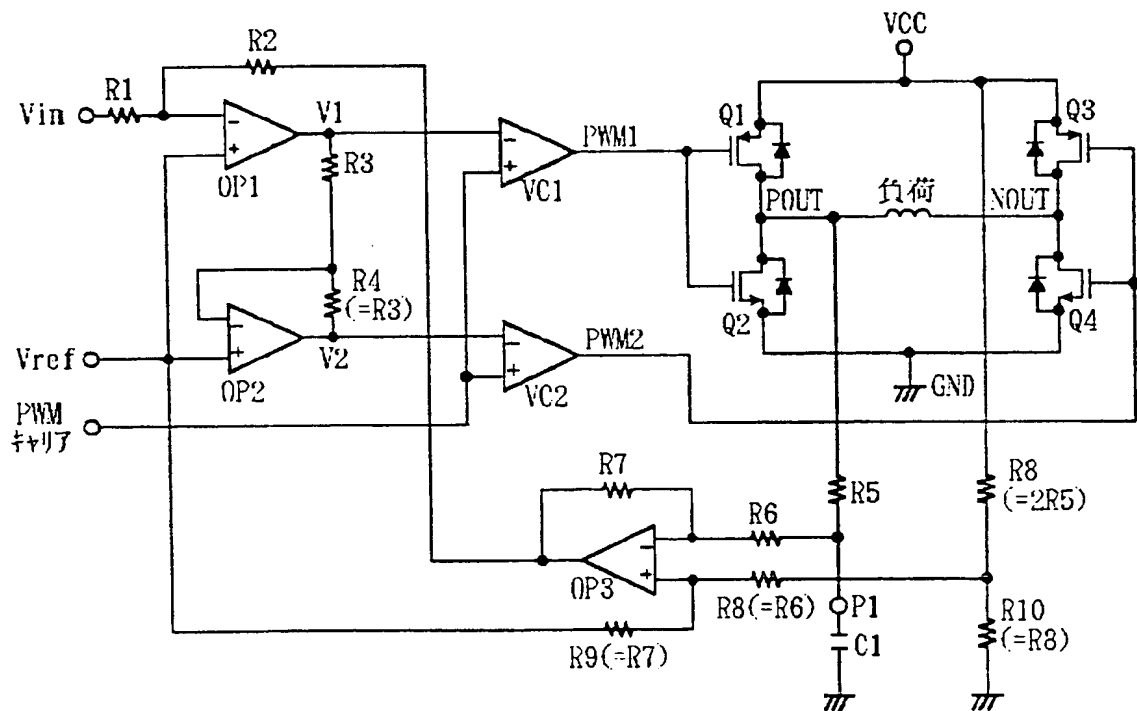 VCC
R2
R1
Vin
V1
Q1
Q3
-
+
OP1
R3
-
+
VC1
PWM1
POUT
負荷
NOUT
R4
(=R3)
Q2
Q4
-
+
OP2
V2
Vref
-
+
VC2
PWM2
GND
PWM
キャリア
R7
R6
R5
R8
(=2R5)
-
+
OP3
R8(=R6)
P1
R10
(=R8)
C1
R9(=R7)